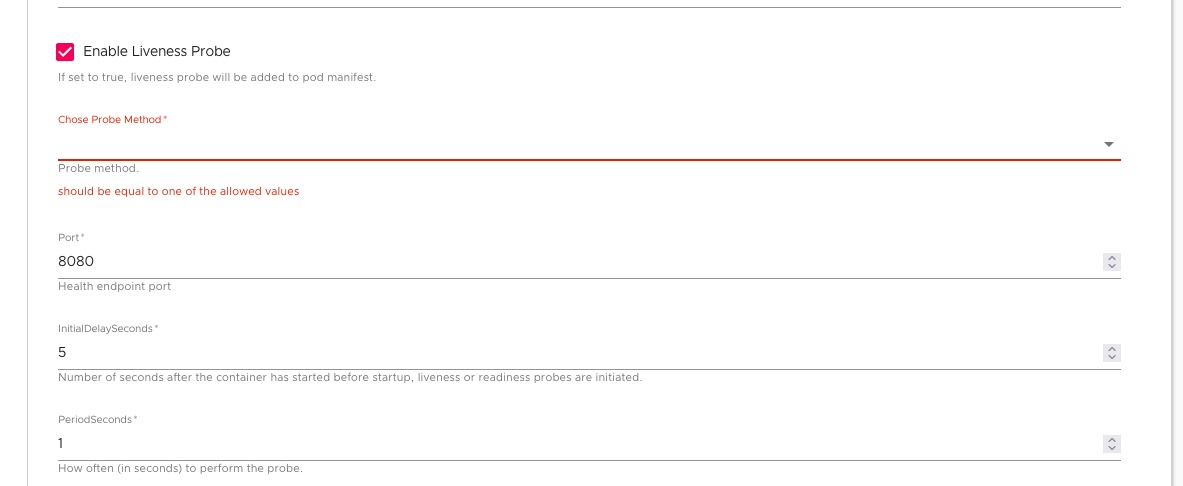 Enable Liveness Probe
If set to true, liveness probe will be added to pod manifest.
Chose Probe Method *
Probe method.
should be equal to one of the allowed values
Port *
8080
Health endpoint port
InitialDelaySeconds *
5
Number of seconds after the container has started before startup, liveness or readiness probes are initiated.
PeriodSeconds *
1
How often (in seconds) to perform the probe.